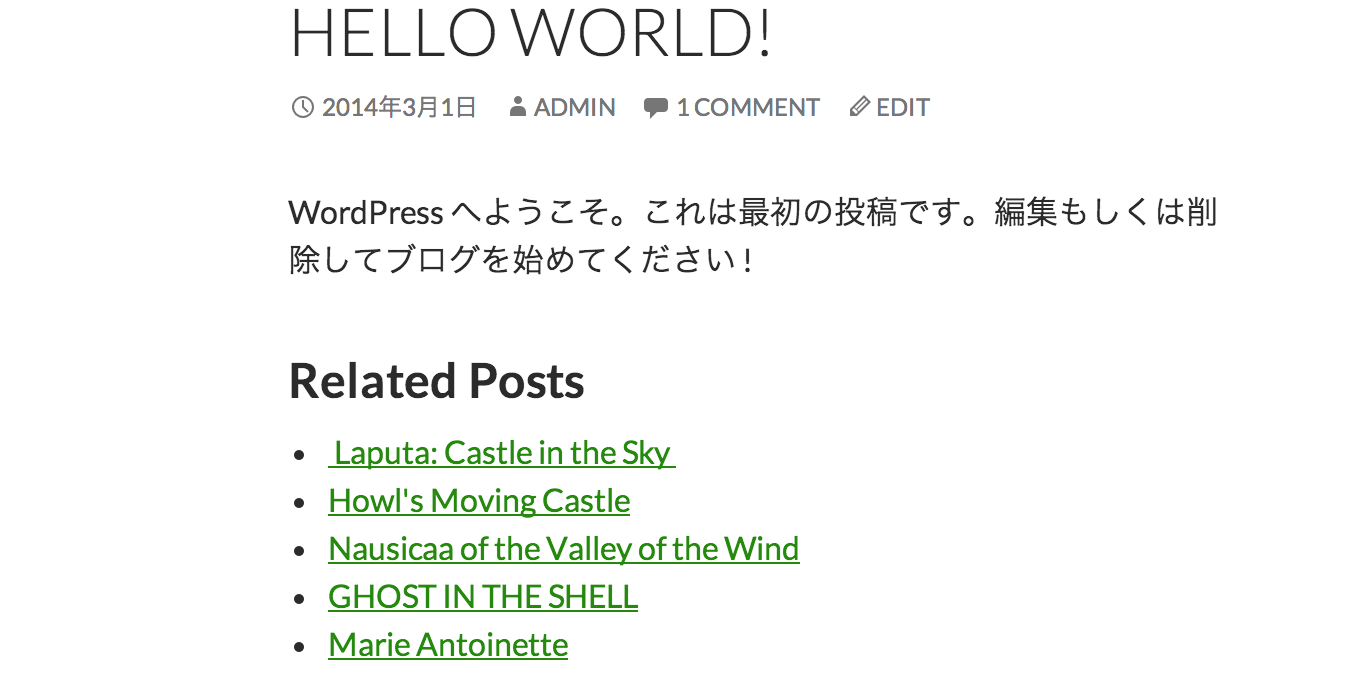 HELLO WORLD!
2014年3月1日 ADMIN 1 COMMENT EDIT
WordPress へようこそ。これは最初の投稿です。編集もしくは削
除してブログを始めてください !
Related Posts
Laputa: Castle in the Sky
Howl's Moving Castle
Nausicaa of the Valley of the Wind
GHOST IN THE SHELL
Marie Antoinette